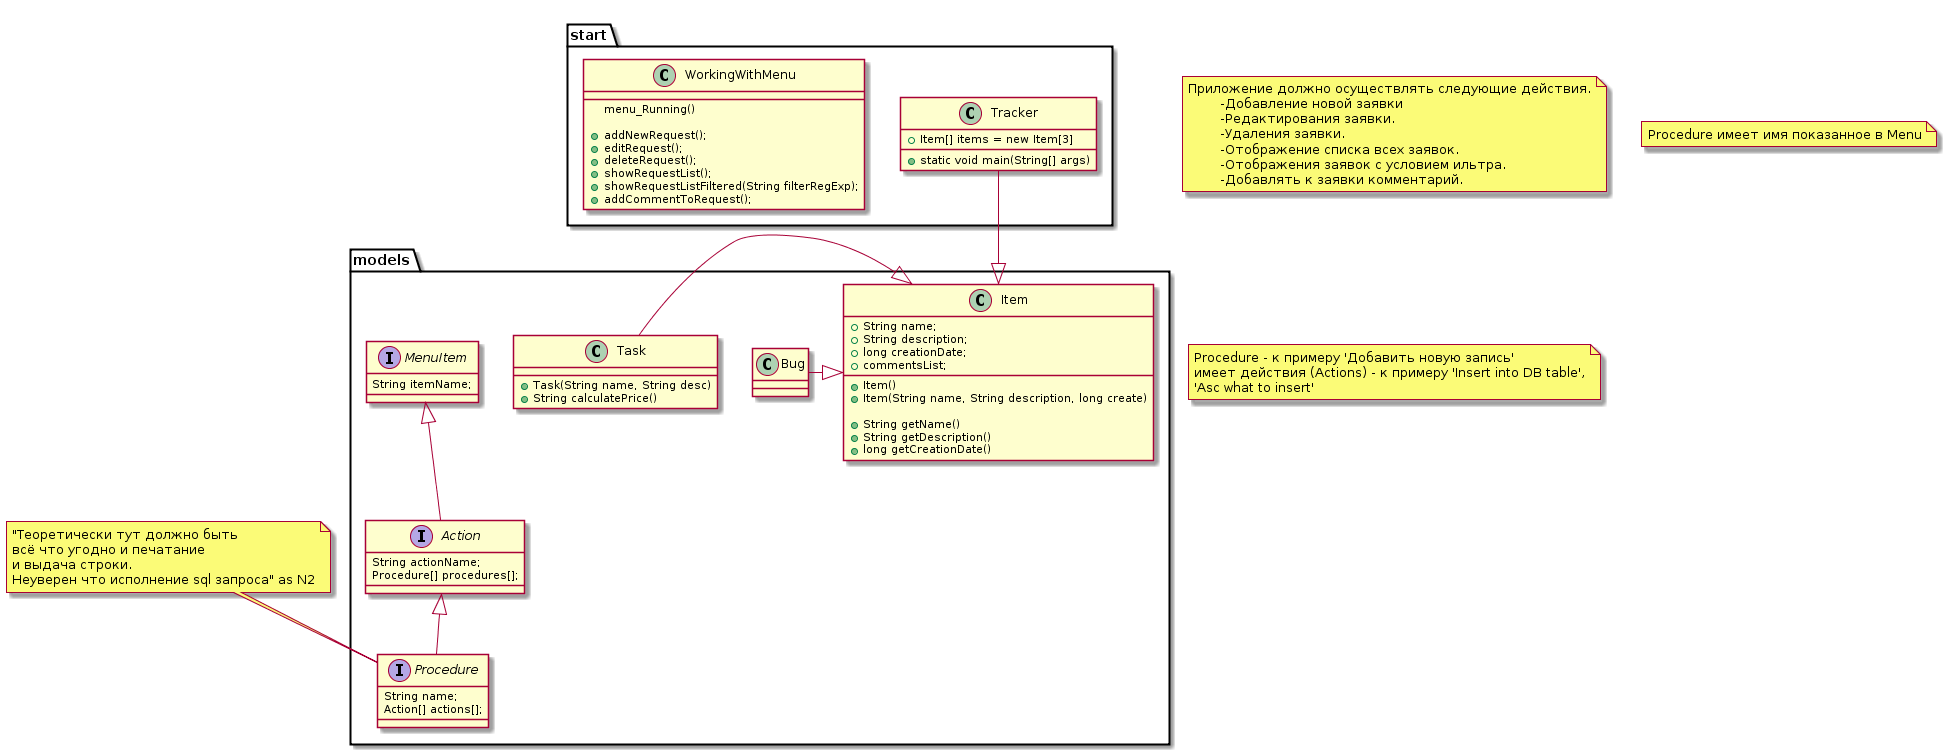 start
WorkingWithMenu
menu_Running()
addNewRequest();
editRequest();
deleteRequest();
showRequestList();
showRequestListFiltered(String filterRegExp);
addCommentToRequest();
Tracker
Item[] items = new Item[3]
static void main(String[] args)
Приложение должно осуществлять следующие действия.
-Добавление новой заявки
-Редактирования заявки.
-Удаления заявки.
-Отображение списка всех заявок.
-Отображения заявок с условием ильтра.
-Добавлять к заявки комментарий.
Procedure имеет имя показанное в Menu
models
MenuItem
String itemName;
Task
Task(String name, String desc)
String calculatePrice()
Bug
Item
String name;
String description;
long creationDate;
commentsList;
Item()
Item(String name, String description, long create)
String getName()
String getDescription()
long getCreationDate()
Procedure - к примеру 'Добавить новую запись'
имеет действия (Actions) - к примеру 'Insert into DB table',
'Asc what to insert'
"Теоретически тут должно быть
всё что угодно и печатание
и выдача строки.
Неуверен что исполнение sql запроса" as N2
Action
String actionName;
Procedure[] procedures[];
Procedure
String name;
Action[] actions[];